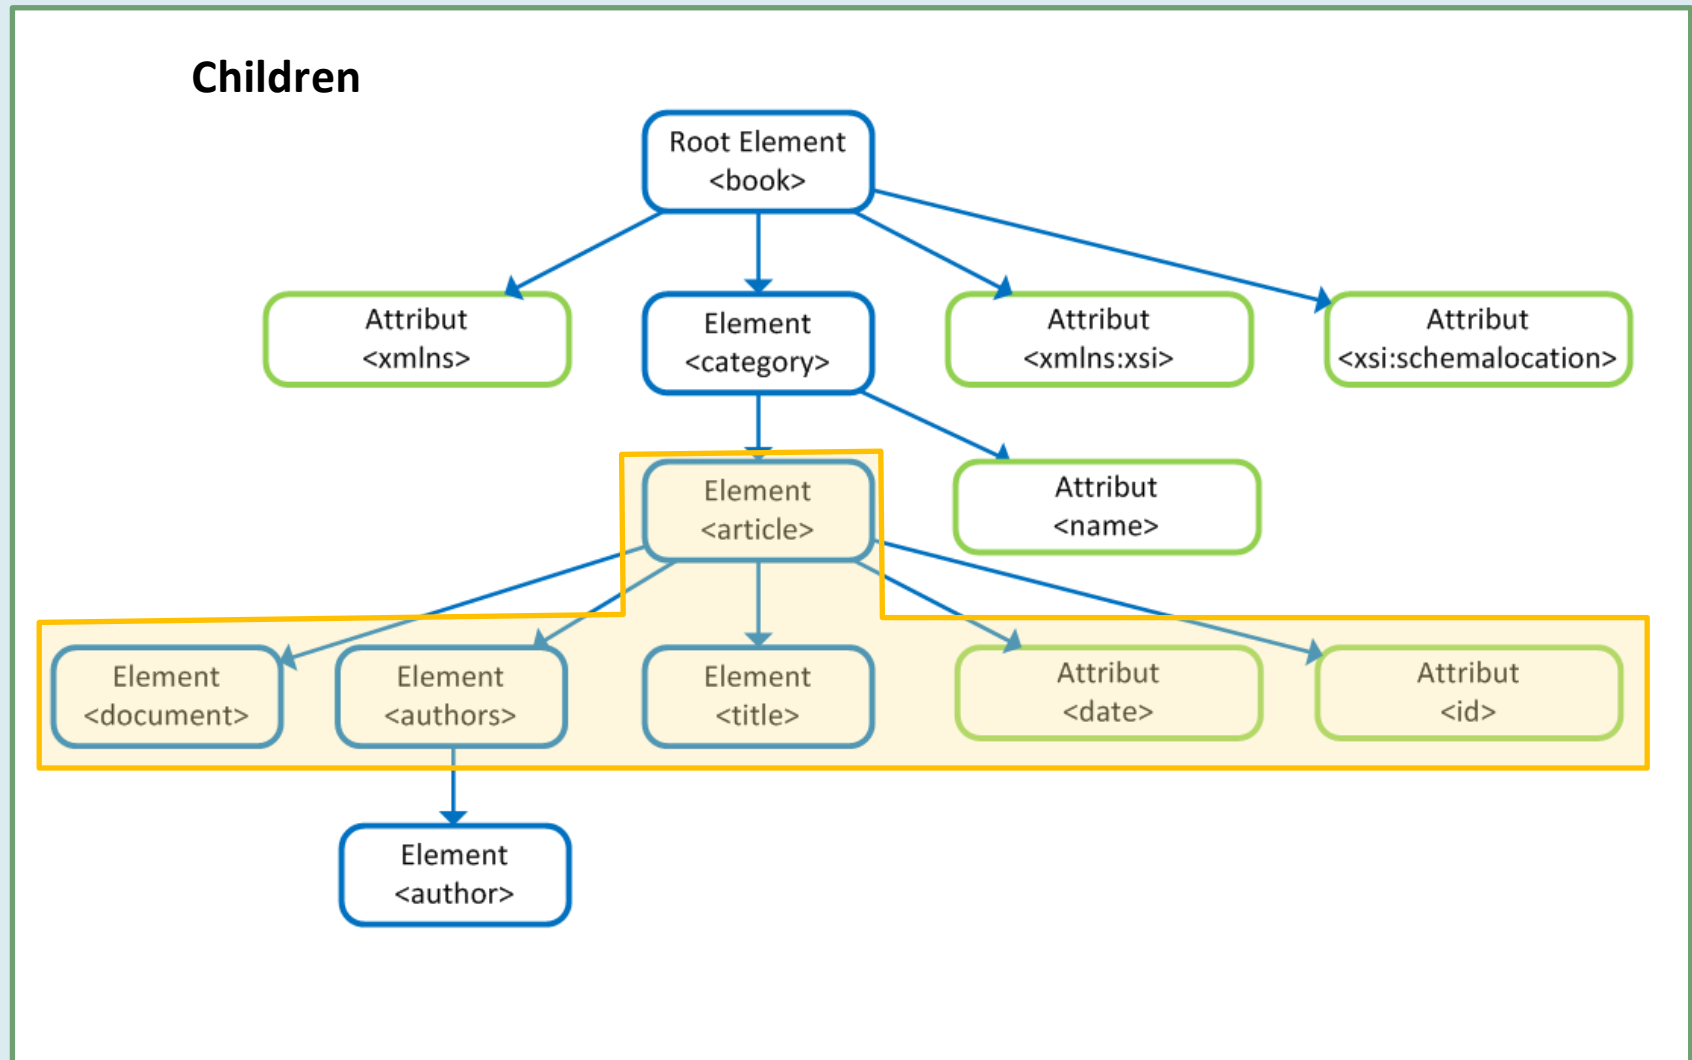 Children
Root Element
<book>
Attribut
<xmlns>
Element
<category>
Attribut
<xmlns:xsi>
Attribut
<xsi:schemalocation>
Element
<article>
Attribut
<name>
Element
<document>
Element
<authors>
Element
<title>
Attribut
<date>
Attribut
<id>
Element
<author>